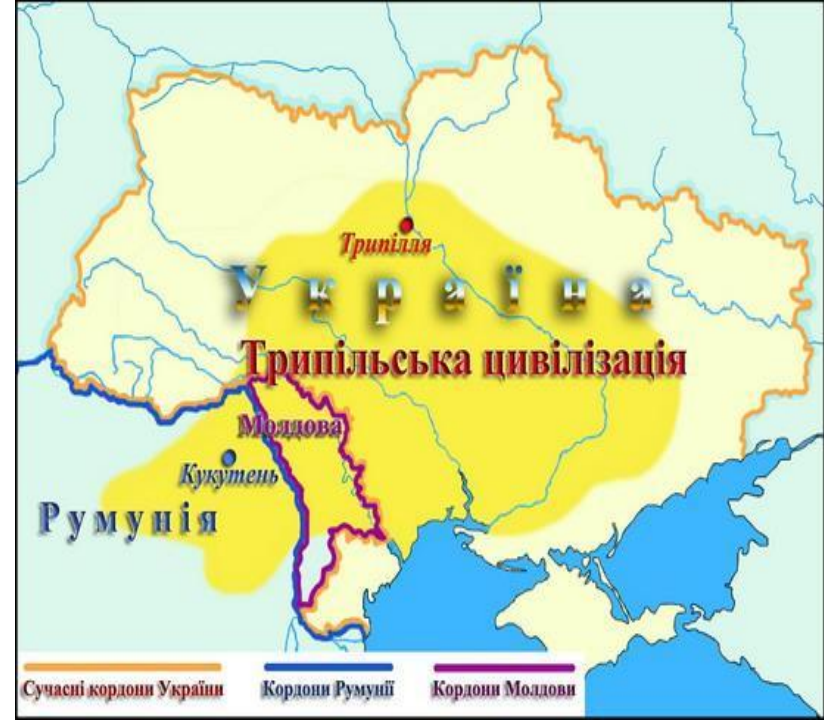 Трипілля
Україна
Трипільська цивілізація
Молдова
Кукутень
Румунія
Сучасні кордони України
Кордони Румунії
Кордони Молдови